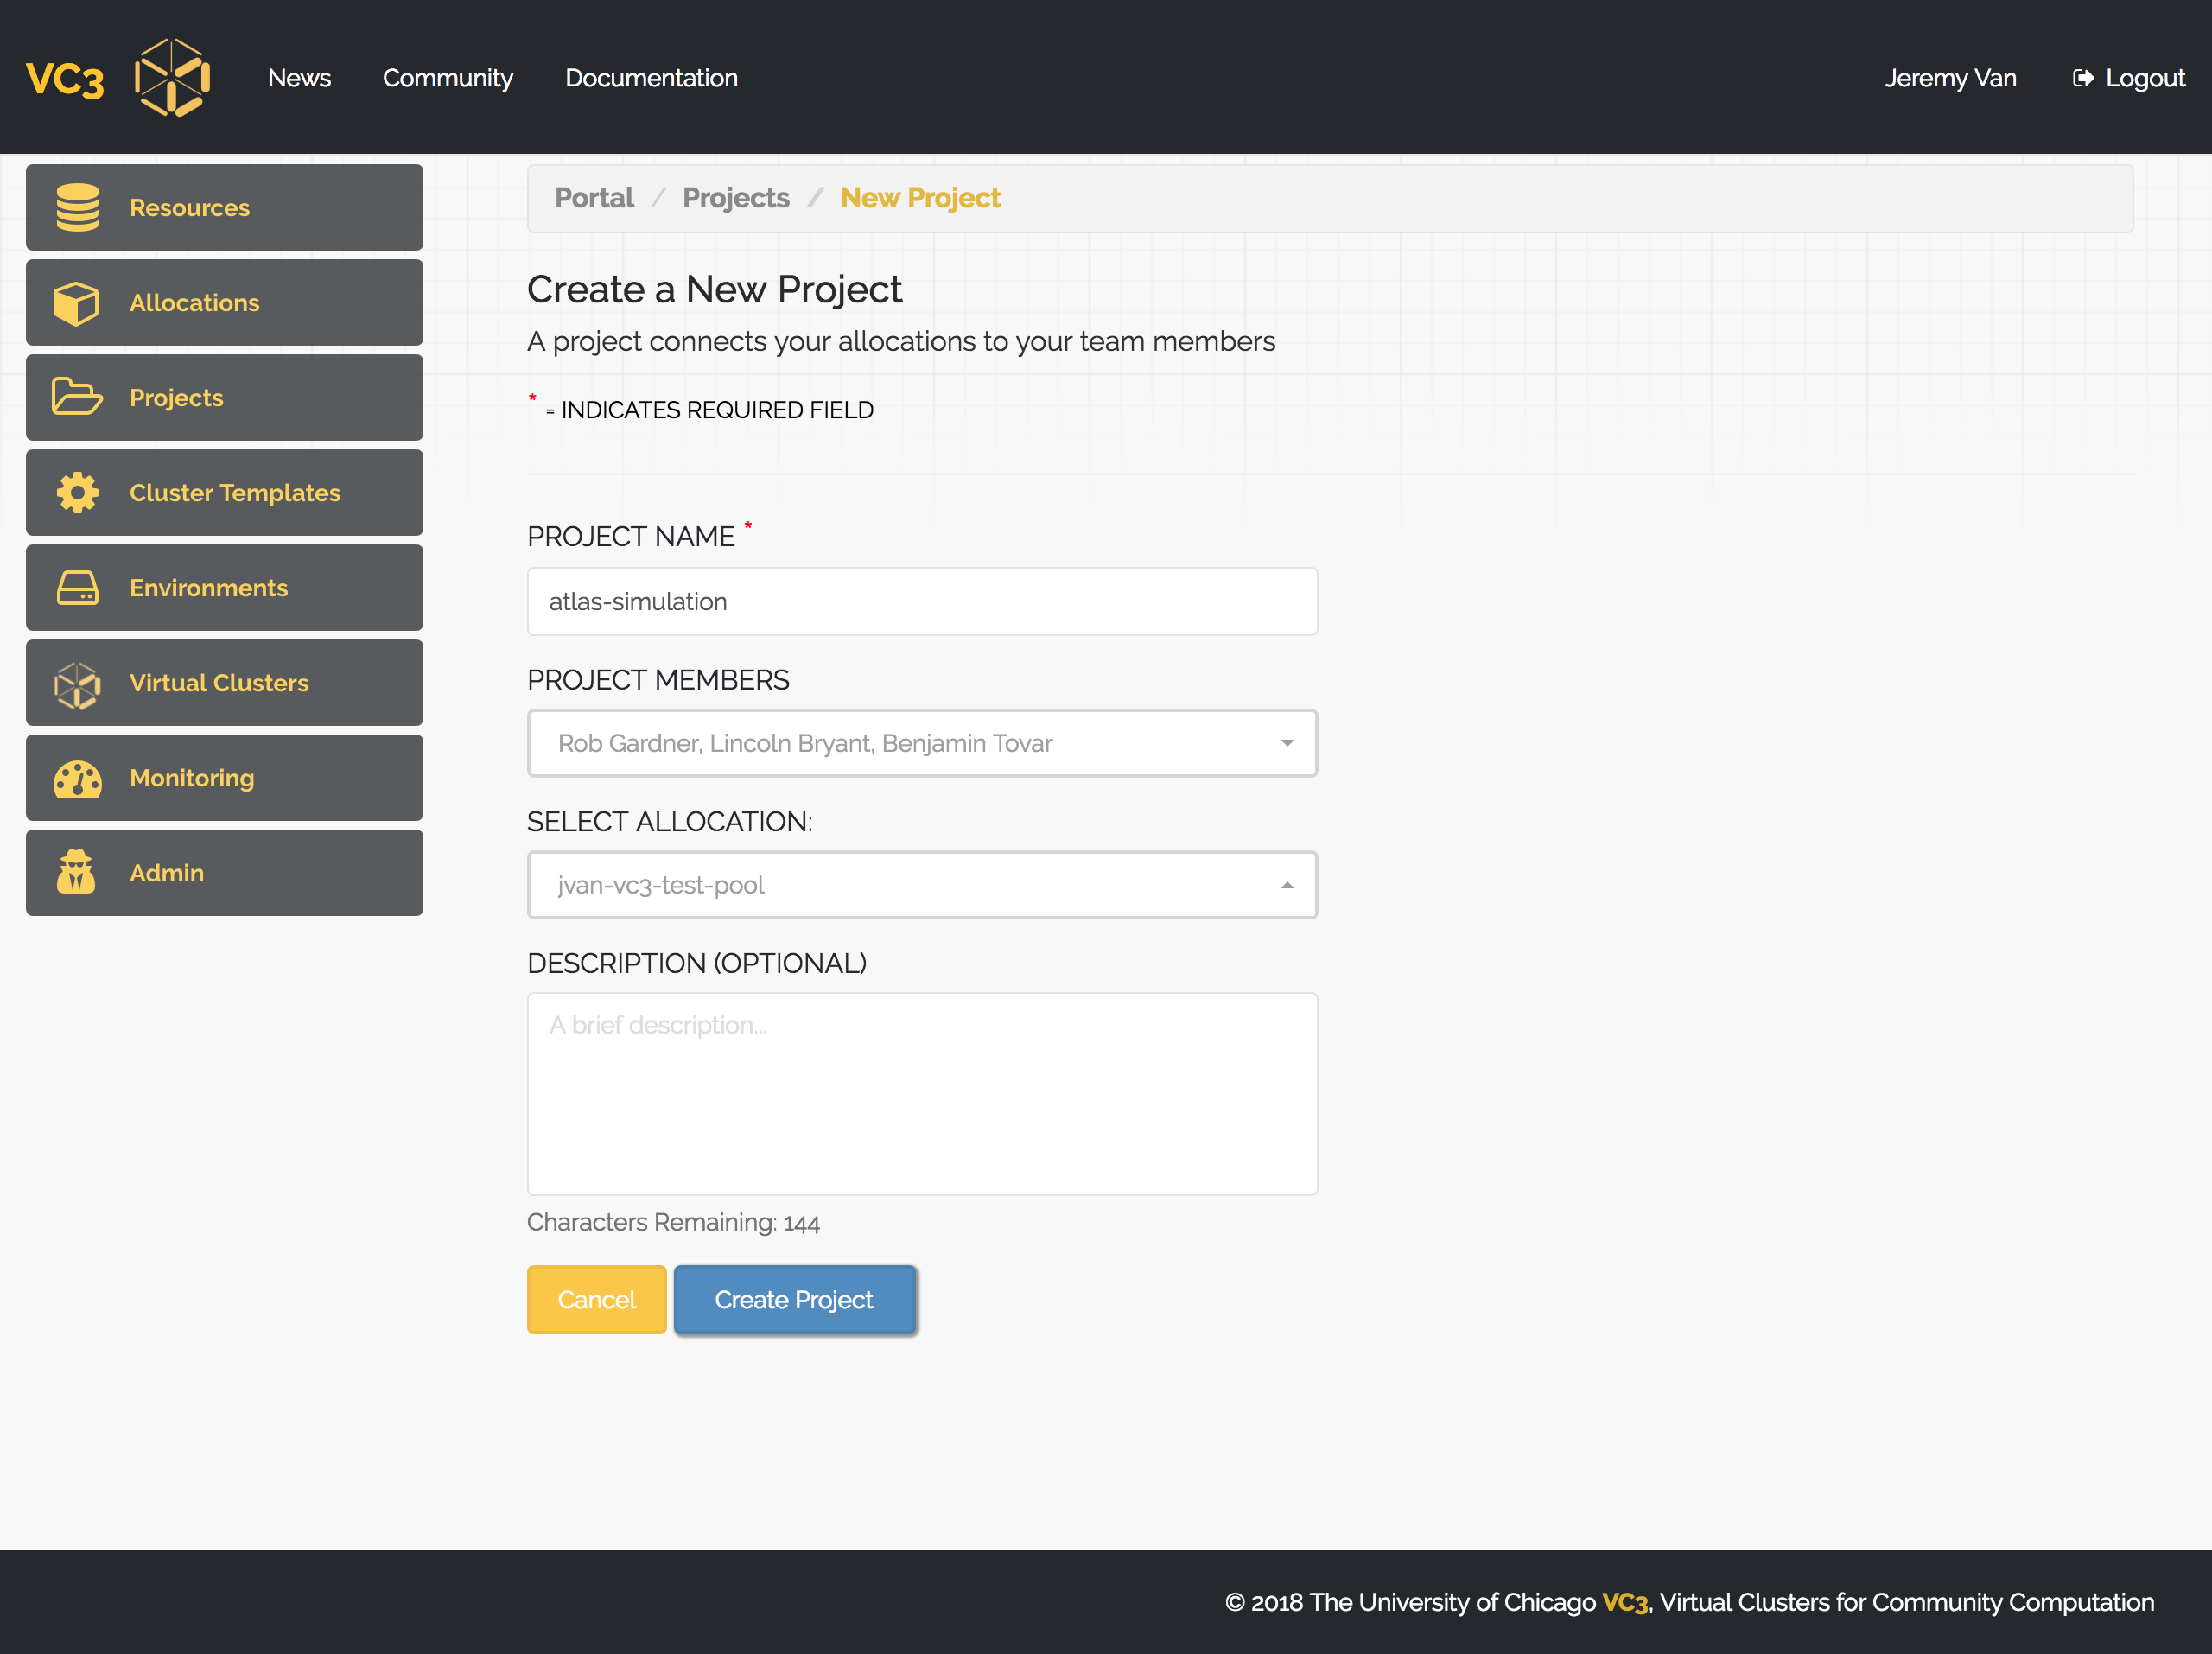 VC3 News Community Documentation Jeremy Van Logout
Resources
Allocations
Projects
Cluster Templates
Environments
Virtual Clusters
Monitoring
Admin
Portal / Projects / New Project
Create a New Project
A project connects your allocations to your team members
* = INDICATES REQUIRED FIELD
PROJECT NAME *
atlas-simulation
PROJECT MEMBERS
Rob Gardner, Lincoln Bryant, Benjamin Tovar
SELECT ALLOCATION:
jvan-vc3-test-pool
DESCRIPTION (OPTIONAL)
A brief description...
Characters Remaining: 144
Cancel Create Project
© 2018 The University of Chicago VC3, Virtual Clusters for Community Computation